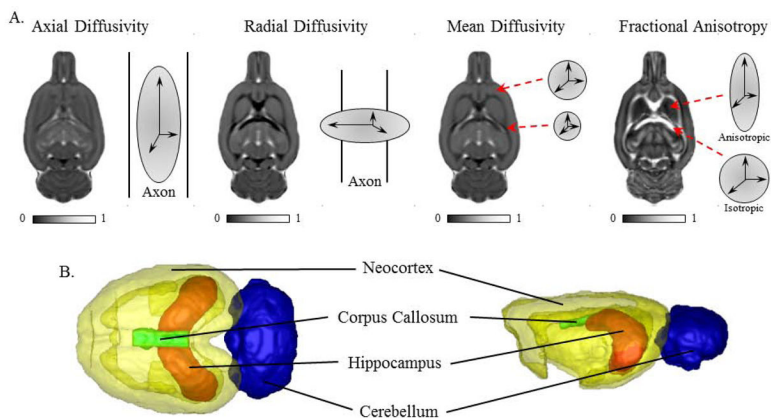 A.
Axial Diffusivity
Radial Diffusivity
Mean Diffusivity
Fractional Anisotropy
Axon
Axon
Anisotropic
Isotropic
0 1
0 1
0 1
0 1
B.
Neocortex
Corpus Callosum
Hippocampus
Cerebellum